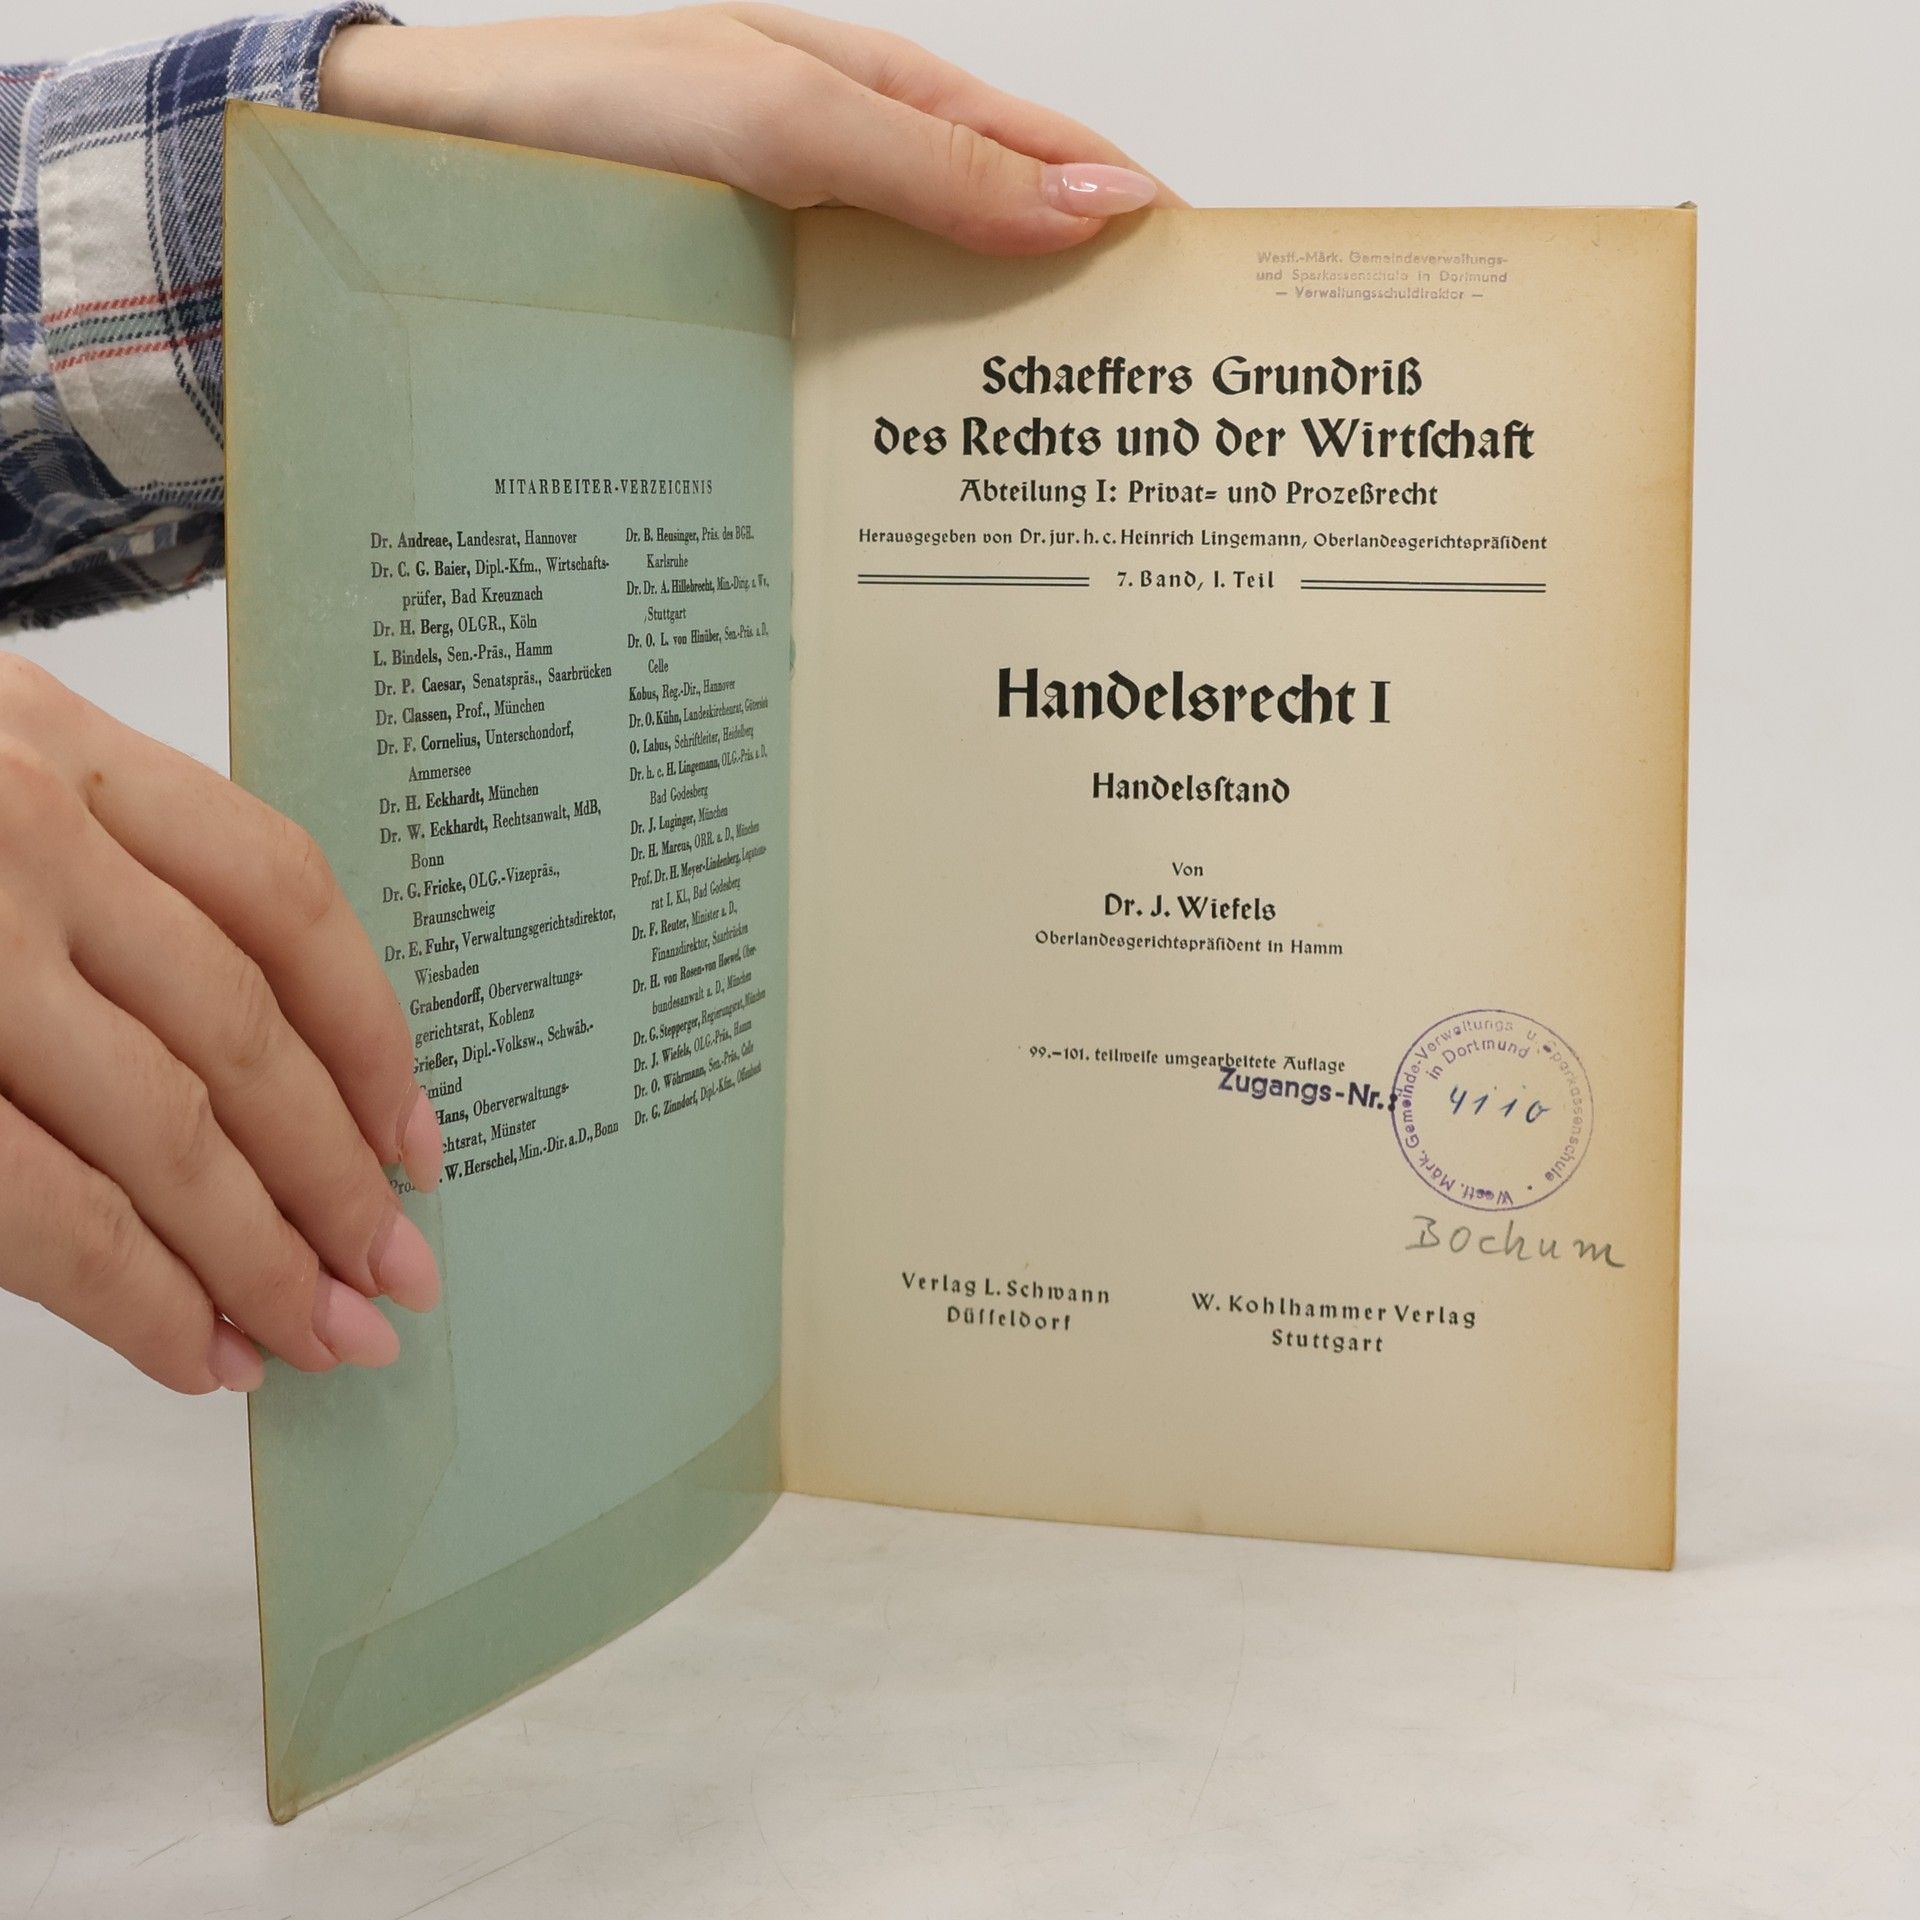 MITARBEITER-VERZEICHNIS
Dr. Andreae, Landesrat, Hannover
Dr. C. G. Baier, Dipl.-Kfm., Wirtschafts-
prüfer, Bad Kreuznach
Dr. H. Berg, OLGR., Köln
L. Bindels, Sen.-Präs., Hamm
Dr. P. Caesar, Senatspräs., Saarbrücken
Dr. Classen, Prof., München
Dr. F. Cornelius, Unterschondorf,
Ammersee
Dr. H. Eckhardt, München
Dr. W. Eckhardt, Rechtsanwalt, MdB,
Bonn
Dr. G. Fricke, OLG.-Vizepräs.,
Braunschweig
Dr. E. Fuhr, Verwaltungsgerichtsdirektor,
Wiesbaden
Grabendorff, Oberverwaltungs-
gerichtsrat, Koblenz
Grießer, Dipl.-Volksw., Schwäb.-
Gmünd
Hans, Oberverwaltungs-
chtsrat, Münster
W. Herschel, Min.-Dir. a.D., Bonn
Dr. B. Heusinger, Präs. des BGH.,
Karlsruhe
Dr. Dr. A. Hillebrecht, Min.-Dirig. z. Wv.,
Stuttgart
Dr. O. L. von Hinüber, Sen.-Präs. a. D.,
Celle
Kobus, Reg.-Dir., Hannover
Dr. O. Kühn, Landeskirchenrat, Gütersloh
O. Labus, Schriftleiter, Heidelberg
Dr. h. c. H. Lingemann, OLG.-Präs. a. D.,
Bad Godesberg
Dr. J. Luginger, München
Dr. H. Marcus, ORR. a. D., München
Prof. Dr. H. Meyer-Lindenberg, Legations-
rat I. Kl., Bad Godesberg
Dr. F. Reuter, Minister a. D.,
Finanzdirektor, Saarbrücken
Dr. H. von Rosen-von Hoewel, Ober-
bundesanwalt a. D., München
Dr. G. Stepperger, Regierungsrat, München
Dr. J. Wiefels, OLG.-Präs., Hamm
Dr. O. Wöhrmann, Sen.-Präs., Celle
Dr. G. Zinndorf, Dipl.-Kfm., Offenbach
Westf.-Märk. Gemeindeverwaltungs-
und Sparkassenschule in Dortmund
— Verwaltungsschuldirektor —
Schaeffers Grundriß
des Rechts und der Wirtſchaft
Abteilung I: Privat= und Prozeßrecht
Herausgegeben von Dr. jur. h. c. Heinrich Lingemann, Oberlandesgerichtspräſident
7. Band, 1. Teil
Handelsrecht I
Handelsſtand
Von
Dr. J. Wiefels
Oberlandesgerichtspräſident in Hamm
99.–101. teilweiſe umgearbeitete Auflage
Zugangs-Nr.:
Westf. Märk. Gemeinde-Verwaltungs u. Sparkassenschule
in Dortmund
4110
Bochum
Verlag L. Schwann
Düſſeldorf
W. Kohlhammer Verlag
Stuttgart